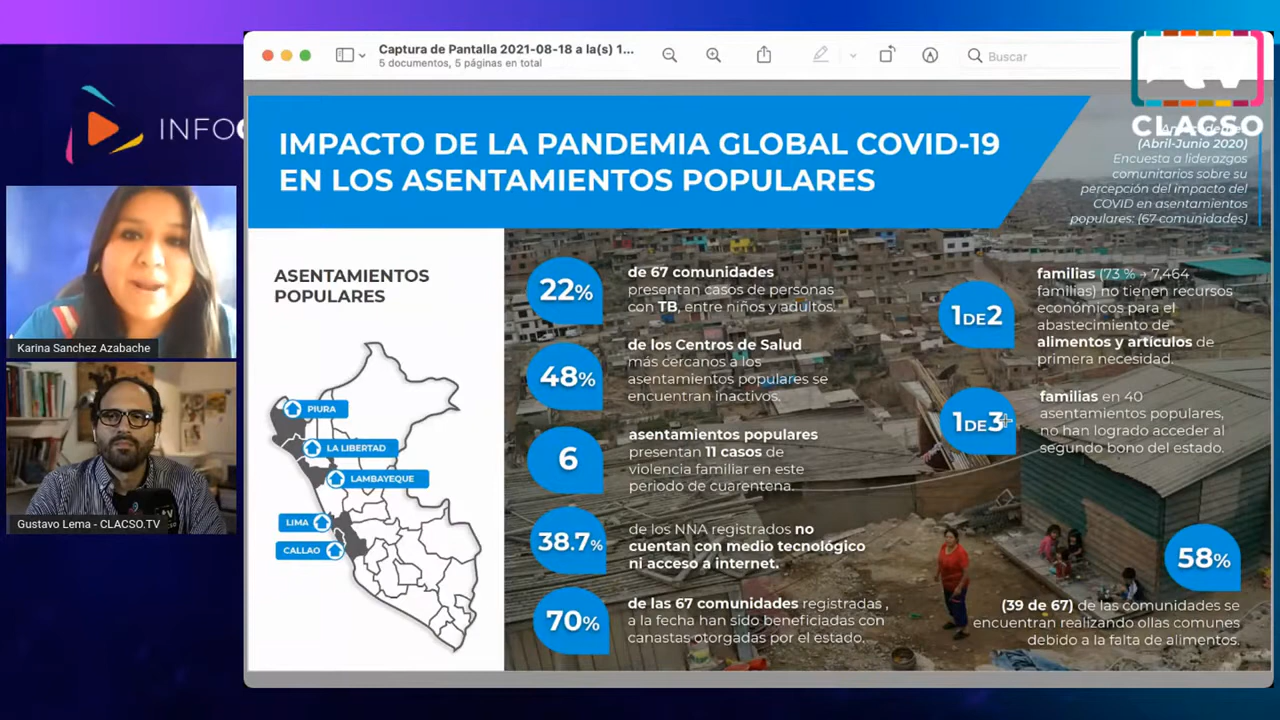 Captura de Pantalla 2021-08-18 a la(s) 1...
5 documentos, 5 páginas en total
Buscar
tv
CLACSO
INFO
IMPACTO DE LA PANDEMIA GLOBAL COVID-19
EN LOS ASENTAMIENTOS POPULARES
(Abril-Junio 2020)
Encuesta a liderazgos
comunitarios sobre su
percepción del impacto del
COVID en asentamientos
populares: (67 comunidades)
Karina Sanchez Azabache
Gustavo Lema - CLACSO.TV
ASENTAMIENTOS
POPULARES
PIURA
LA LIBERTAD
LAMBAYEQUE
LIMA
CALLAO
22%
de 67 comunidades
presentan casos de personas
con TB, entre niños y adultos.
48%
de los Centros de Salud
más cercanos a los
asentamientos populares se
encuentran inactivos.
6
asentamientos populares
presentan 11 casos de
violencia familiar en este
periodo de cuarentena.
38.7%
de los NNA registrados no
cuentan con medio tecnológico
ni acceso a internet.
70%
de las 67 comunidades registradas ,
a la fecha han sido beneficiadas con
canastas otorgadas por el estado.
1DE2
familias (73 % → 7,464
familias) no tienen recursos
económicos para el
abastecimiento de
alimentos y artículos de
primera necesidad.
1DE3
familias en 40
asentamientos populares,
no han logrado acceder al
segundo bono del estado.
58%
(39 de 67) de las comunidades se
encuentran realizando ollas comunes
debido a la falta de alimentos.